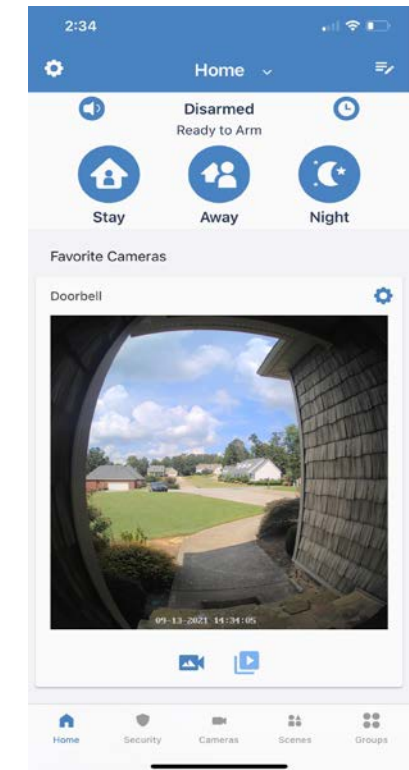 2:34
Home
Disarmed
Ready to Arm
Stay Away Night
Favorite Cameras
Doorbell
09-13-2021 14:34:05
Home Security Cameras Scenes Groups